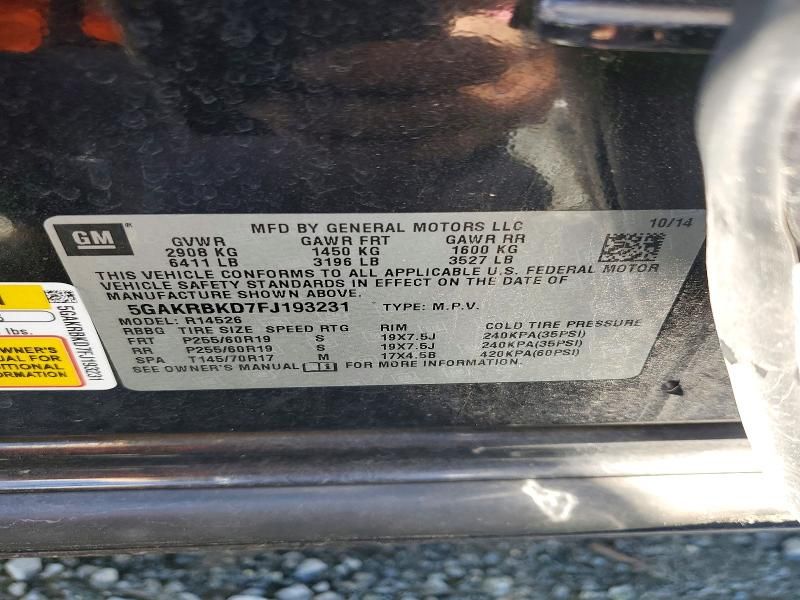 GM
MFD BY GENERAL MOTORS LLC
10/14
GVWR GAWR FRT GAWR RR
2908 KG 1450 KG 1600 KG
6411 LB 3196 LB 3527 LB
THIS VEHICLE CONFORMS TO ALL APPLICABLE U.S. FEDERAL MOTOR
VEHICLE SAFETY STANDARDS IN EFFECT ON THE DATE OF
MANUFACTURE SHOWN ABOVE.
5GAKRBKD7FJ193231 TYPE: M.P.V.
MODEL: R14526
RBBG TIRE SIZE SPEED RTG RIM COLD TIRE PRESSURE
FRT P255/60R19 S 19X7.5J 240KPA(35PSI)
RR P255/60R19 S 19X7.5J 240KPA(35PSI)
SPA T145/70R17 M 17X4.5B 420KPA(60PSI)
SEE OWNER'S MANUAL FOR MORE INFORMATION.
lbs.
OWNER'S
FOR
5GAKRBKD7FJ193231